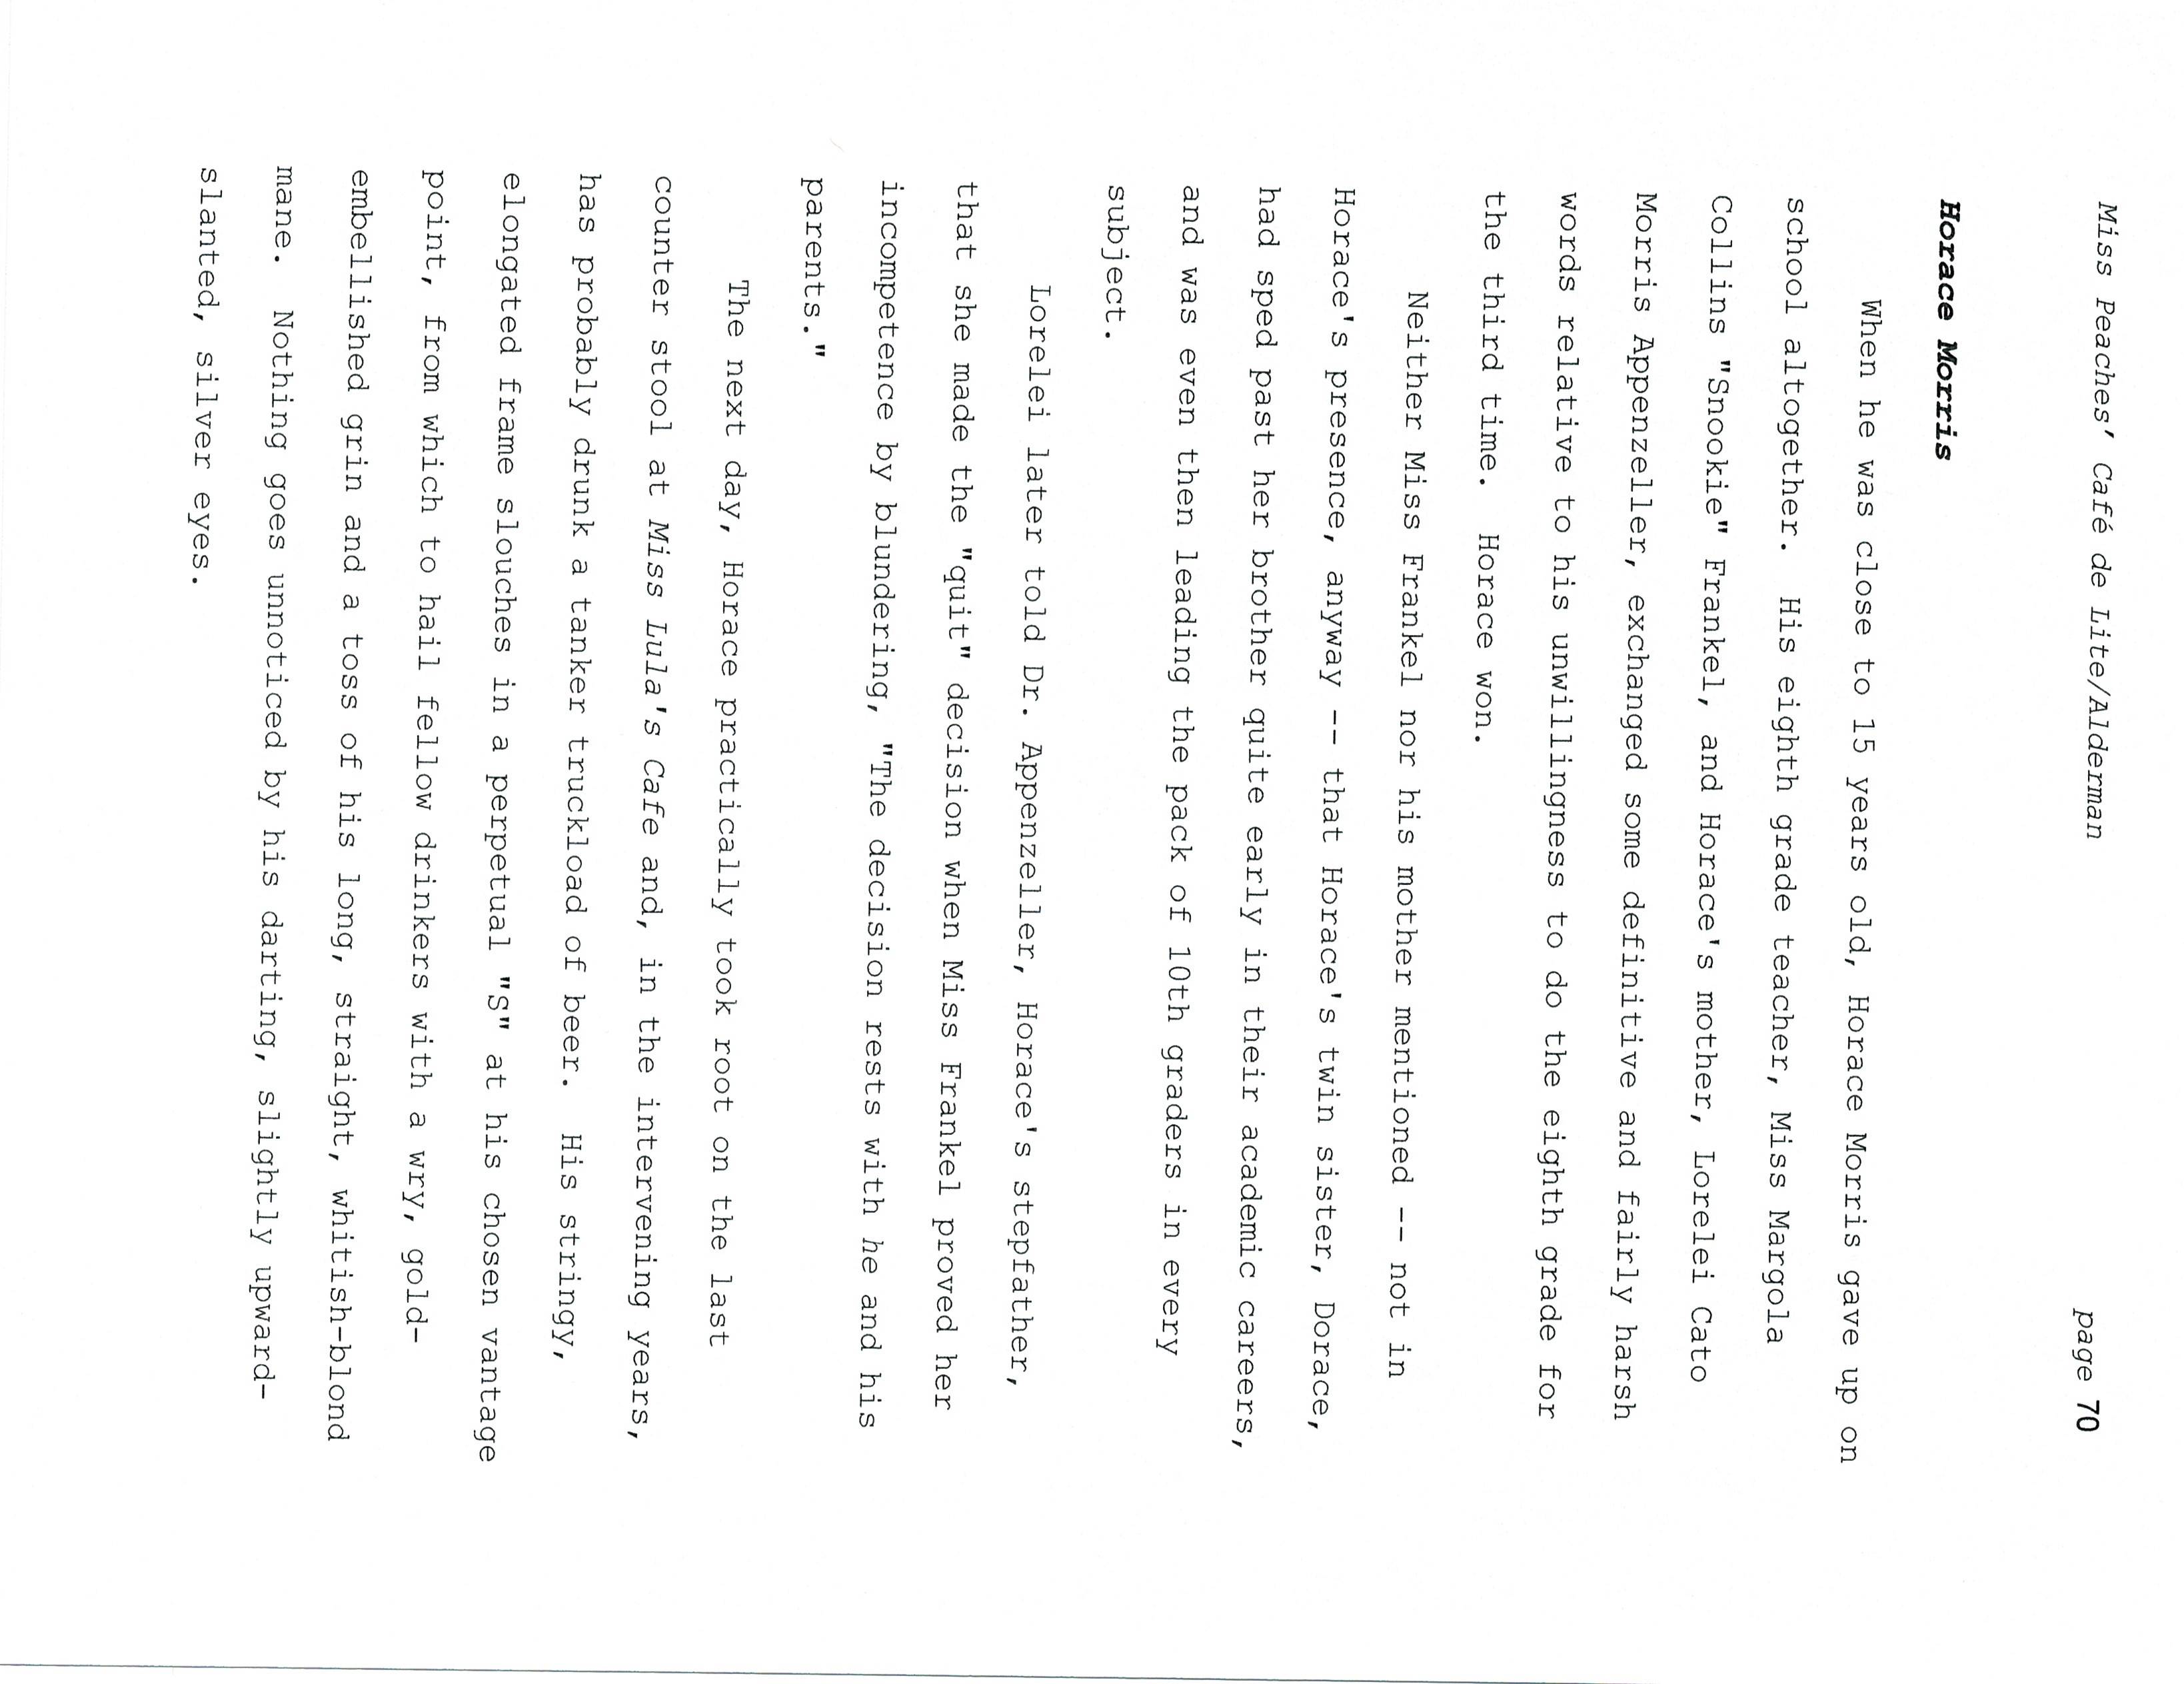 Miss Peaches' Café de Lite/Alderman page 70
Horace Morris
When he was close to 15 years old, Horace Morris gave up on
school altogether. His eighth grade teacher, Miss Margola
Collins "Snookie" Frankel, and Horace's mother, Lorelei Cato
Morris Appenzeller, exchanged some definitive and fairly harsh
words relative to his unwillingness to do the eighth grade for
the third time. Horace won.
Neither Miss Frankel nor his mother mentioned -- not in
Horace's presence, anyway -- that Horace's twin sister, Dorace,
had sped past her brother quite early in their academic careers,
and was even then leading the pack of 10th graders in every
subject.
Lorelei later told Dr. Appenzeller, Horace's stepfather,
that she made the "quit" decision when Miss Frankel proved her
incompetence by blundering, "The decision rests with he and his
parents."
The next day, Horace practically took root on the last
counter stool at Miss Lula's Cafe and, in the intervening years,
has probably drunk a tanker truckload of beer. His stringy,
elongated frame slouches in a perpetual "S" at his chosen vantage
point, from which to hail fellow drinkers with a wry, gold-
embellished grin and a toss of his long, straight, whitish-blond
mane. Nothing goes unnoticed by his darting, slightly upward-
slanted, silver eyes.